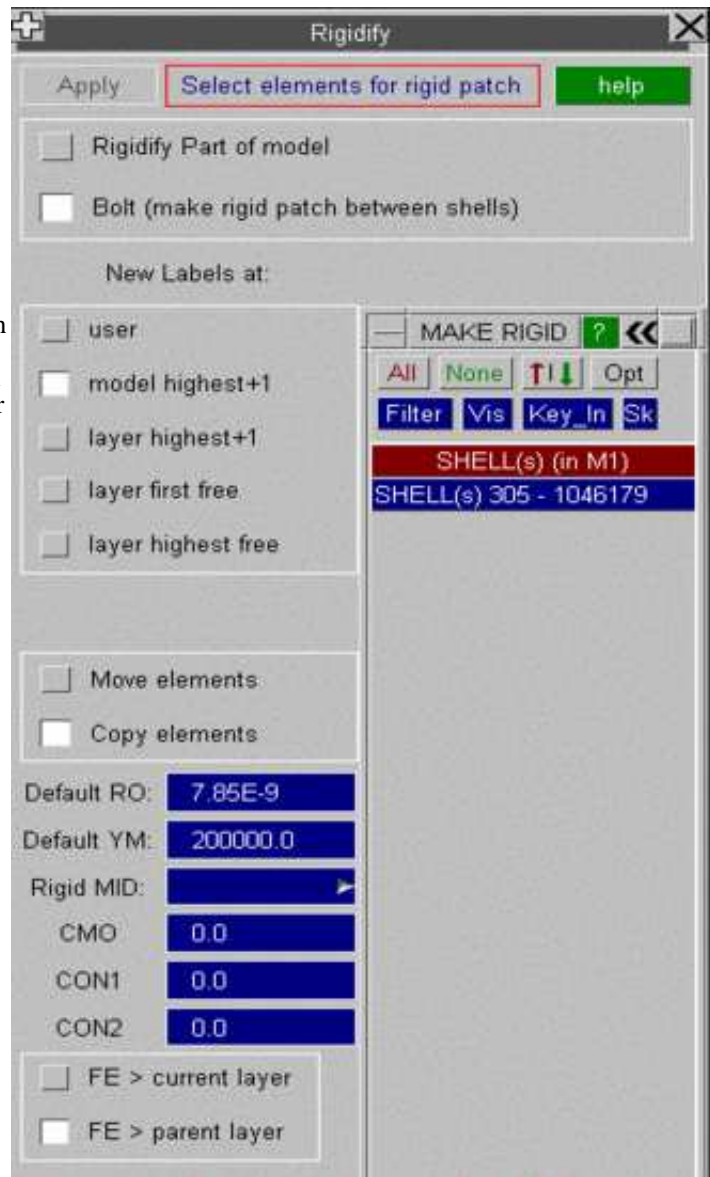 Rigidify
Apply Select elements for rigid patch help
Rigidify Part of model
Bolt (make rigid patch between shells)
New Labels at:
user
model highest+1
layer highest+1
layer first free
layer highest free
MAKE RIGID ?
All None Opt
Filter Vis Key_In Sk
SHELL(s) (in M1)
SHELL(s) 305 - 1046179
Move elements
Copy elements
Default RO: 7.85E-9
Default YM: 200000.0
Rigid MID:
CMO 0.0
CON1 0.0
CON2 0.0
FE > current layer
FE > parent layer